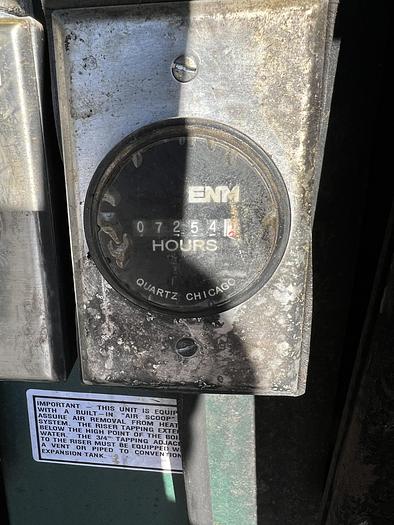 ENM
07254
HOURS
QUARTZ CHICAGO
IMPORTANT - THIS UNIT IS EQUIP
WITH A BUILT-IN "AIR SCOOP"
ASSURE AIR REMOVAL FROM HEAT
SYSTEM. THE RISER TAPPING EXTE
BELOW THE HIGH POINT OF THE BOI
WATER. THE 3/4" TAPPING ADJAC
TO THE RISER MUST BE EQUIPPED W
A VENT OR PIPED TO CONVENTION
EXPANSION TANK.